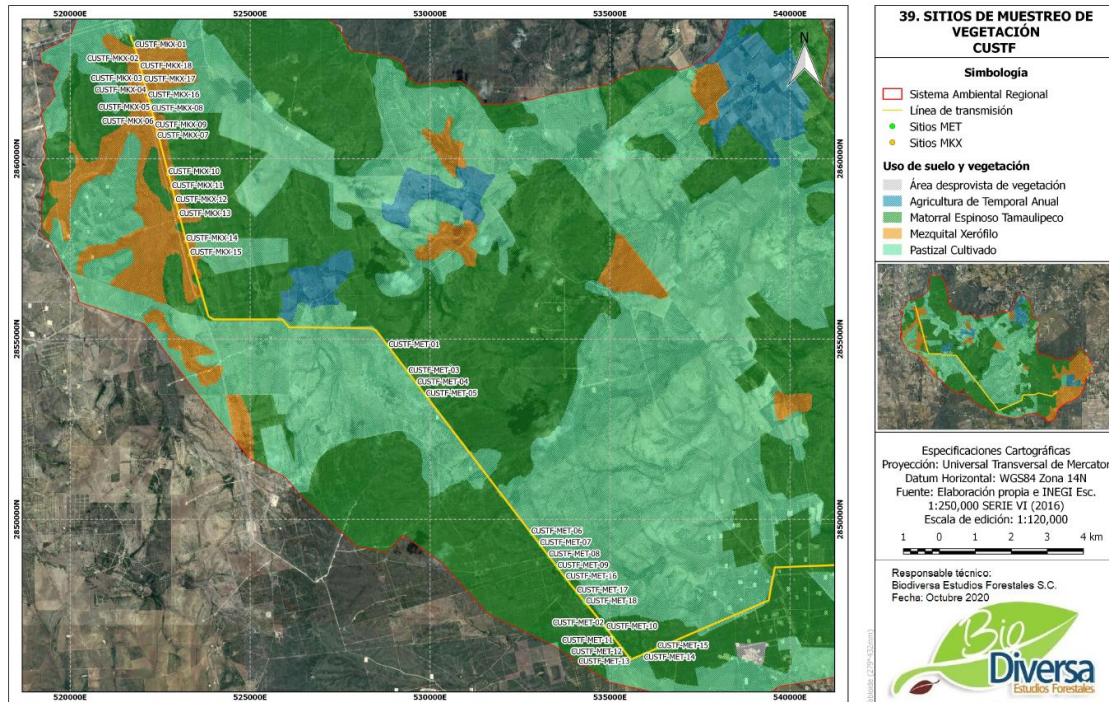 520000E
525000E
530000E
535000E
540000E
N
2860000N
2855000N
2850000N
CUSTF-MKX-01
CUSTF-MKX-02
CUSTF-MKX-18
CUSTF-MKX-03
CUSTF-MKX-17
CUSTF-MKX-04
CUSTF-MKX-16
CUSTF-MKX-05
CUSTF-MKX-08
CUSTF-MKX-06
CUSTF-MKX-09
CUSTF-MKX-07
CUSTF-MKX-10
CUSTF-MKX-11
CUSTF-MKX-12
CUSTF-MKX-13
CUSTF-MKX-14
CUSTF-MKX-15
CUSTF-MET-01
CUSTF-MET-03
CUSTF-MET-04
CUSTF-MET-05
CUSTF-MET-06
CUSTF-MET-07
CUSTF-MET-08
CUSTF-MET-09
CUSTF-MET-16
CUSTF-MET-17
CUSTF-MET-18
CUSTF-MET-02
CUSTF-MET-10
CUSTF-MET-11
CUSTF-MET-15
CUSTF-MET-12
CUSTF-MET-14
CUSTF-MET-13
2860000N
2855000N
2850000N
520000E
525000E
530000E
535000E
540000E
39. SITIOS DE MUESTREO DE
VEGETACIÓN
CUSTF
Simbología
Sistema Ambiental Regional
Línea de transmisión
Sitios MET
Sitios MKX
Uso de suelo y vegetación
Área desprovista de vegetación
Agricultura de Temporal Anual
Matorral Espinoso Tamaulipeco
Mezquital Xerófilo
Pastizal Cultivado
Especificaciones Cartográficas
Proyección: Universal Transversal de Mercator
Datum Horizontal: WGS84 Zona 14N
Fuente: Elaboración propia e INEGI Esc.
1:250,000 SERIE VI (2016)
Escala de edición: 1:120,000
1 0 1 2 3 4 km
Responsable técnico:
Biodiversa Estudios Forestales S.C.
Fecha: Octubre 2020
Bio
Diversa
Estudios Forestales